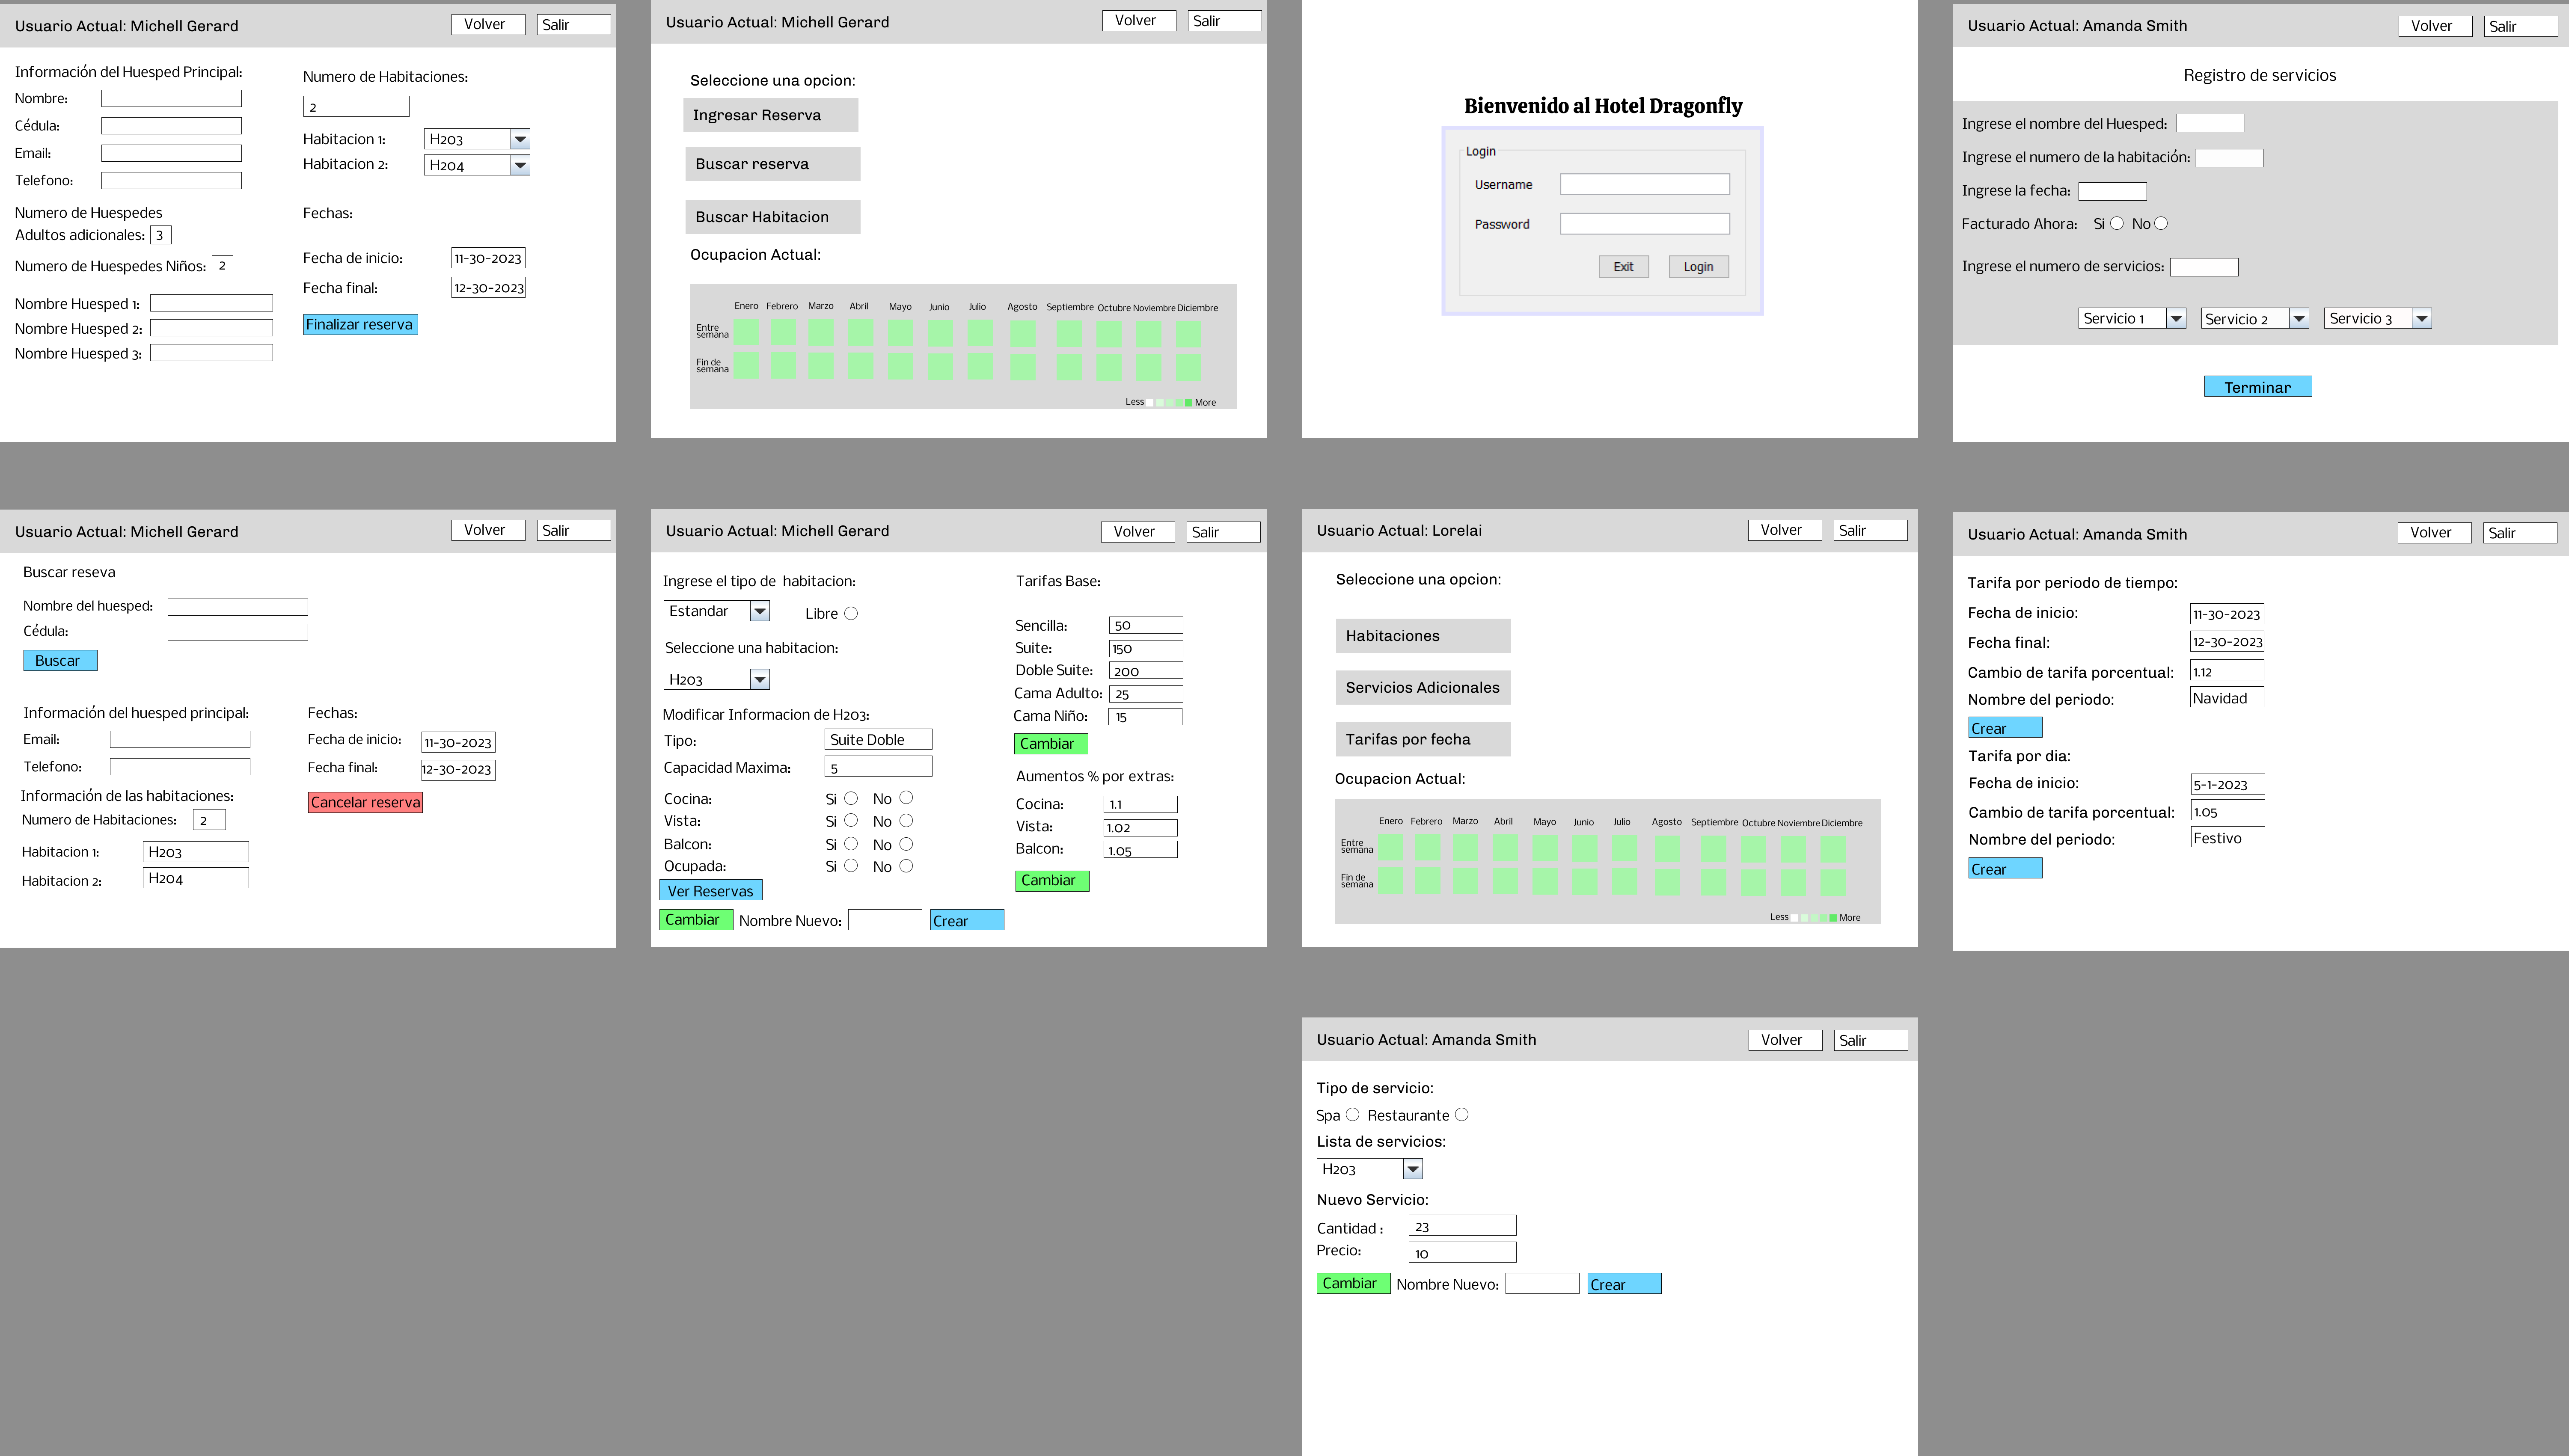 Usuario Actual: Michell Gerard
Volver
Salir
Información del Huesped Principal:
Nombre:
Cédula:
Email:
Telefono:
Numero de Huespedes
Adultos adicionales: 3
Numero de Huespedes Niños: 2
Nombre Huesped 1:
Nombre Huesped 2:
Nombre Huesped 3:
Numero de Habitaciones:
2
Habitacion 1: H203
Habitacion 2: H204
Fechas:
Fecha de inicio: 11-30-2023
Fecha final: 12-30-2023
Finalizar reserva
Usuario Actual: Michell Gerard
Volver
Salir
Seleccione una opcion:
Ingresar Reserva
Buscar reserva
Buscar Habitacion
Ocupacion Actual:
Enero Febrero Marzo Abril Mayo Junio Julio Agosto Septiembre Octubre Noviembre Diciembre
Entre
semana
Fin de
semana
Less More
Bienvenido al Hotel Dragonfly
Login
Username
Password
Exit
Login
Usuario Actual: Amanda Smith
Volver
Salir
Registro de servicios
Ingrese el nombre del Huesped:
Ingrese el numero de la habitación:
Ingrese la fecha:
Facturado Ahora: Si No
Ingrese el numero de servicios:
Servicio 1
Servicio 2
Servicio 3
Terminar
Usuario Actual: Michell Gerard
Volver
Salir
Buscar reseva
Nombre del huesped:
Cédula:
Buscar
Información del huesped principal:
Email:
Telefono:
Información de las habitaciones:
Numero de Habitaciones: 2
Habitacion 1: H203
Habitacion 2: H204
Fechas:
Fecha de inicio: 11-30-2023
Fecha final: 12-30-2023
Cancelar reserva
Usuario Actual: Michell Gerard
Volver
Salir
Ingrese el tipo de habitacion:
Estandar
Libre
Seleccione una habitacion:
H203
Modificar Informacion de H203:
Tipo: Suite Doble
Capacidad Maxima: 5
Cocina: Si No
Vista: Si No
Balcon: Si No
Ocupada: Si No
Ver Reservas
Cambiar
Nombre Nuevo:
Crear
Tarifas Base:
Sencilla: 50
Suite: 150
Doble Suite: 200
Cama Adulto: 25
Cama Niño: 15
Cambiar
Aumentos % por extras:
Cocina: 1.1
Vista: 1.02
Balcon: 1.05
Cambiar
Usuario Actual: Lorelai
Volver
Salir
Seleccione una opcion:
Habitaciones
Servicios Adicionales
Tarifas por fecha
Ocupacion Actual:
Enero Febrero Marzo Abril Mayo Junio Julio Agosto Septiembre Octubre Noviembre Diciembre
Entre
semana
Fin de
semana
Less More
Usuario Actual: Amanda Smith
Volver
Salir
Tarifa por periodo de tiempo:
Fecha de inicio: 11-30-2023
Fecha final: 12-30-2023
Cambio de tarifa porcentual: 1.12
Nombre del periodo: Navidad
Crear
Tarifa por dia:
Fecha de inicio: 5-1-2023
Cambio de tarifa porcentual: 1.05
Nombre del periodo: Festivo
Crear
Usuario Actual: Amanda Smith
Volver
Salir
Tipo de servicio:
Spa Restaurante
Lista de servicios:
H203
Nuevo Servicio:
Cantidad : 23
Precio: 10
Cambiar
Nombre Nuevo:
Crear